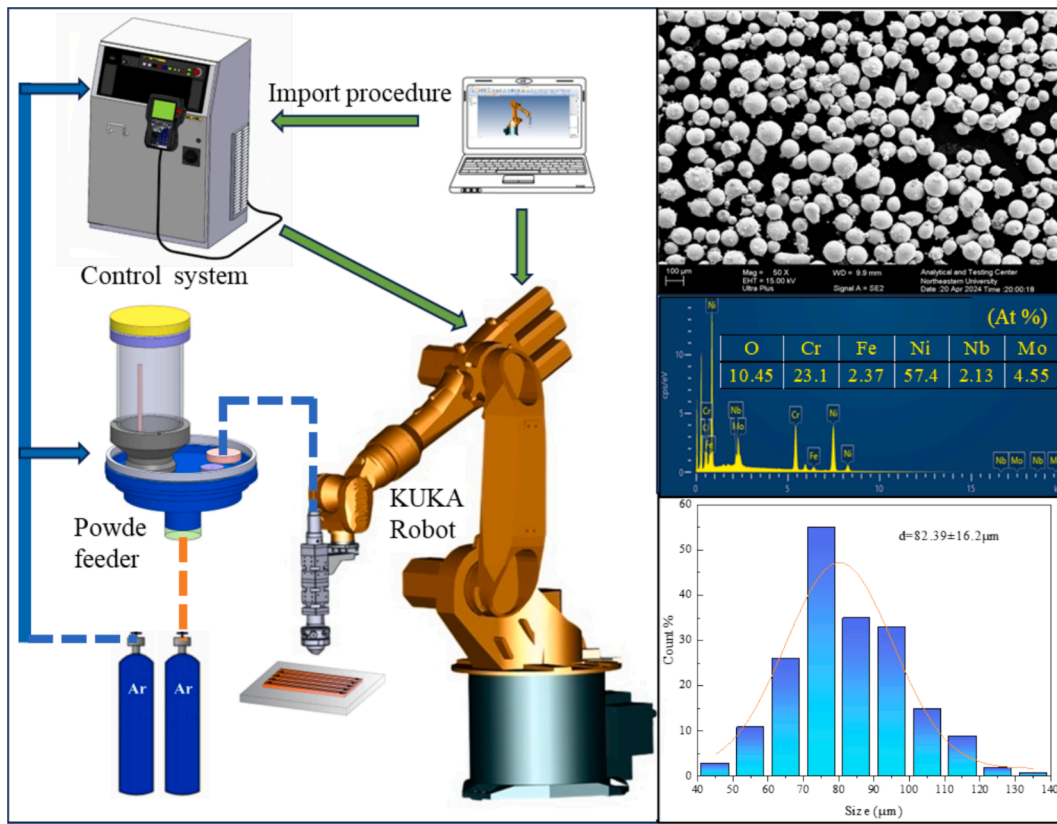 Import procedure
Control system
Powde
feeder
KUKA
Robot
Ar
Ar
100 µm
Mag = 50 X
EHT = 15.00 kV
Ultra Plus
WD = 9.9 mm
Signal A = SE2
Analytical and Testing Center
Northeastern University
Date :20 Apr 2024 Time :20:00:18
(At %)
O Cr Fe Ni Nb Mo
10.45 23.1 2.37 57.4 2.13 4.55
cps/eV
10
5
0
0 5 10 15
Ni
Cr
Fe
Nb
Mo
Cr
Ni
Fe
Ni
Nb
Mo
Nb
d=82.39±16.2µm
Count %
60
50
40
30
20
10
0
40 50 60 70 80 90 100 110 120 130 140
Size (µm)